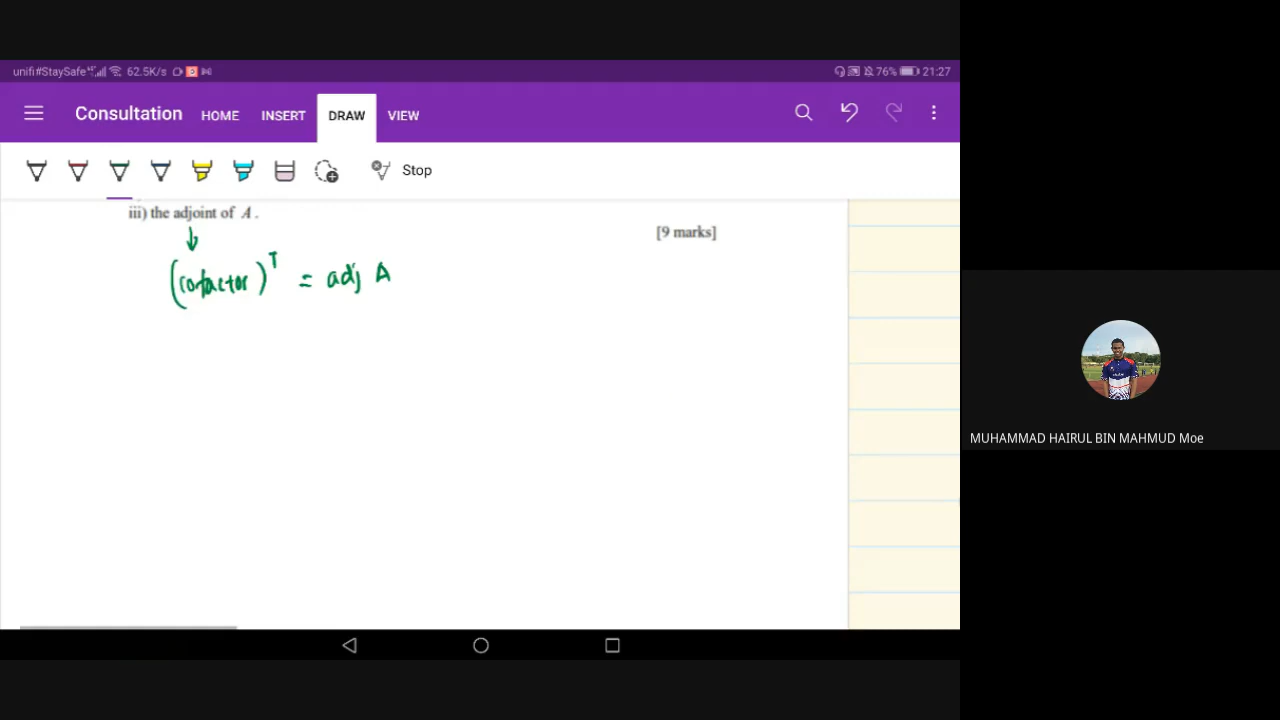 unifi#StaySafe 4G 62.5K/s 76% 21:27
Consultation HOME INSERT DRAW VIEW
Stop
iii) the adjoint of A .
[9 marks]
(cofactor)ᵀ = adj A
MUHAMMAD HAIRUL BIN MAHMUD Moe